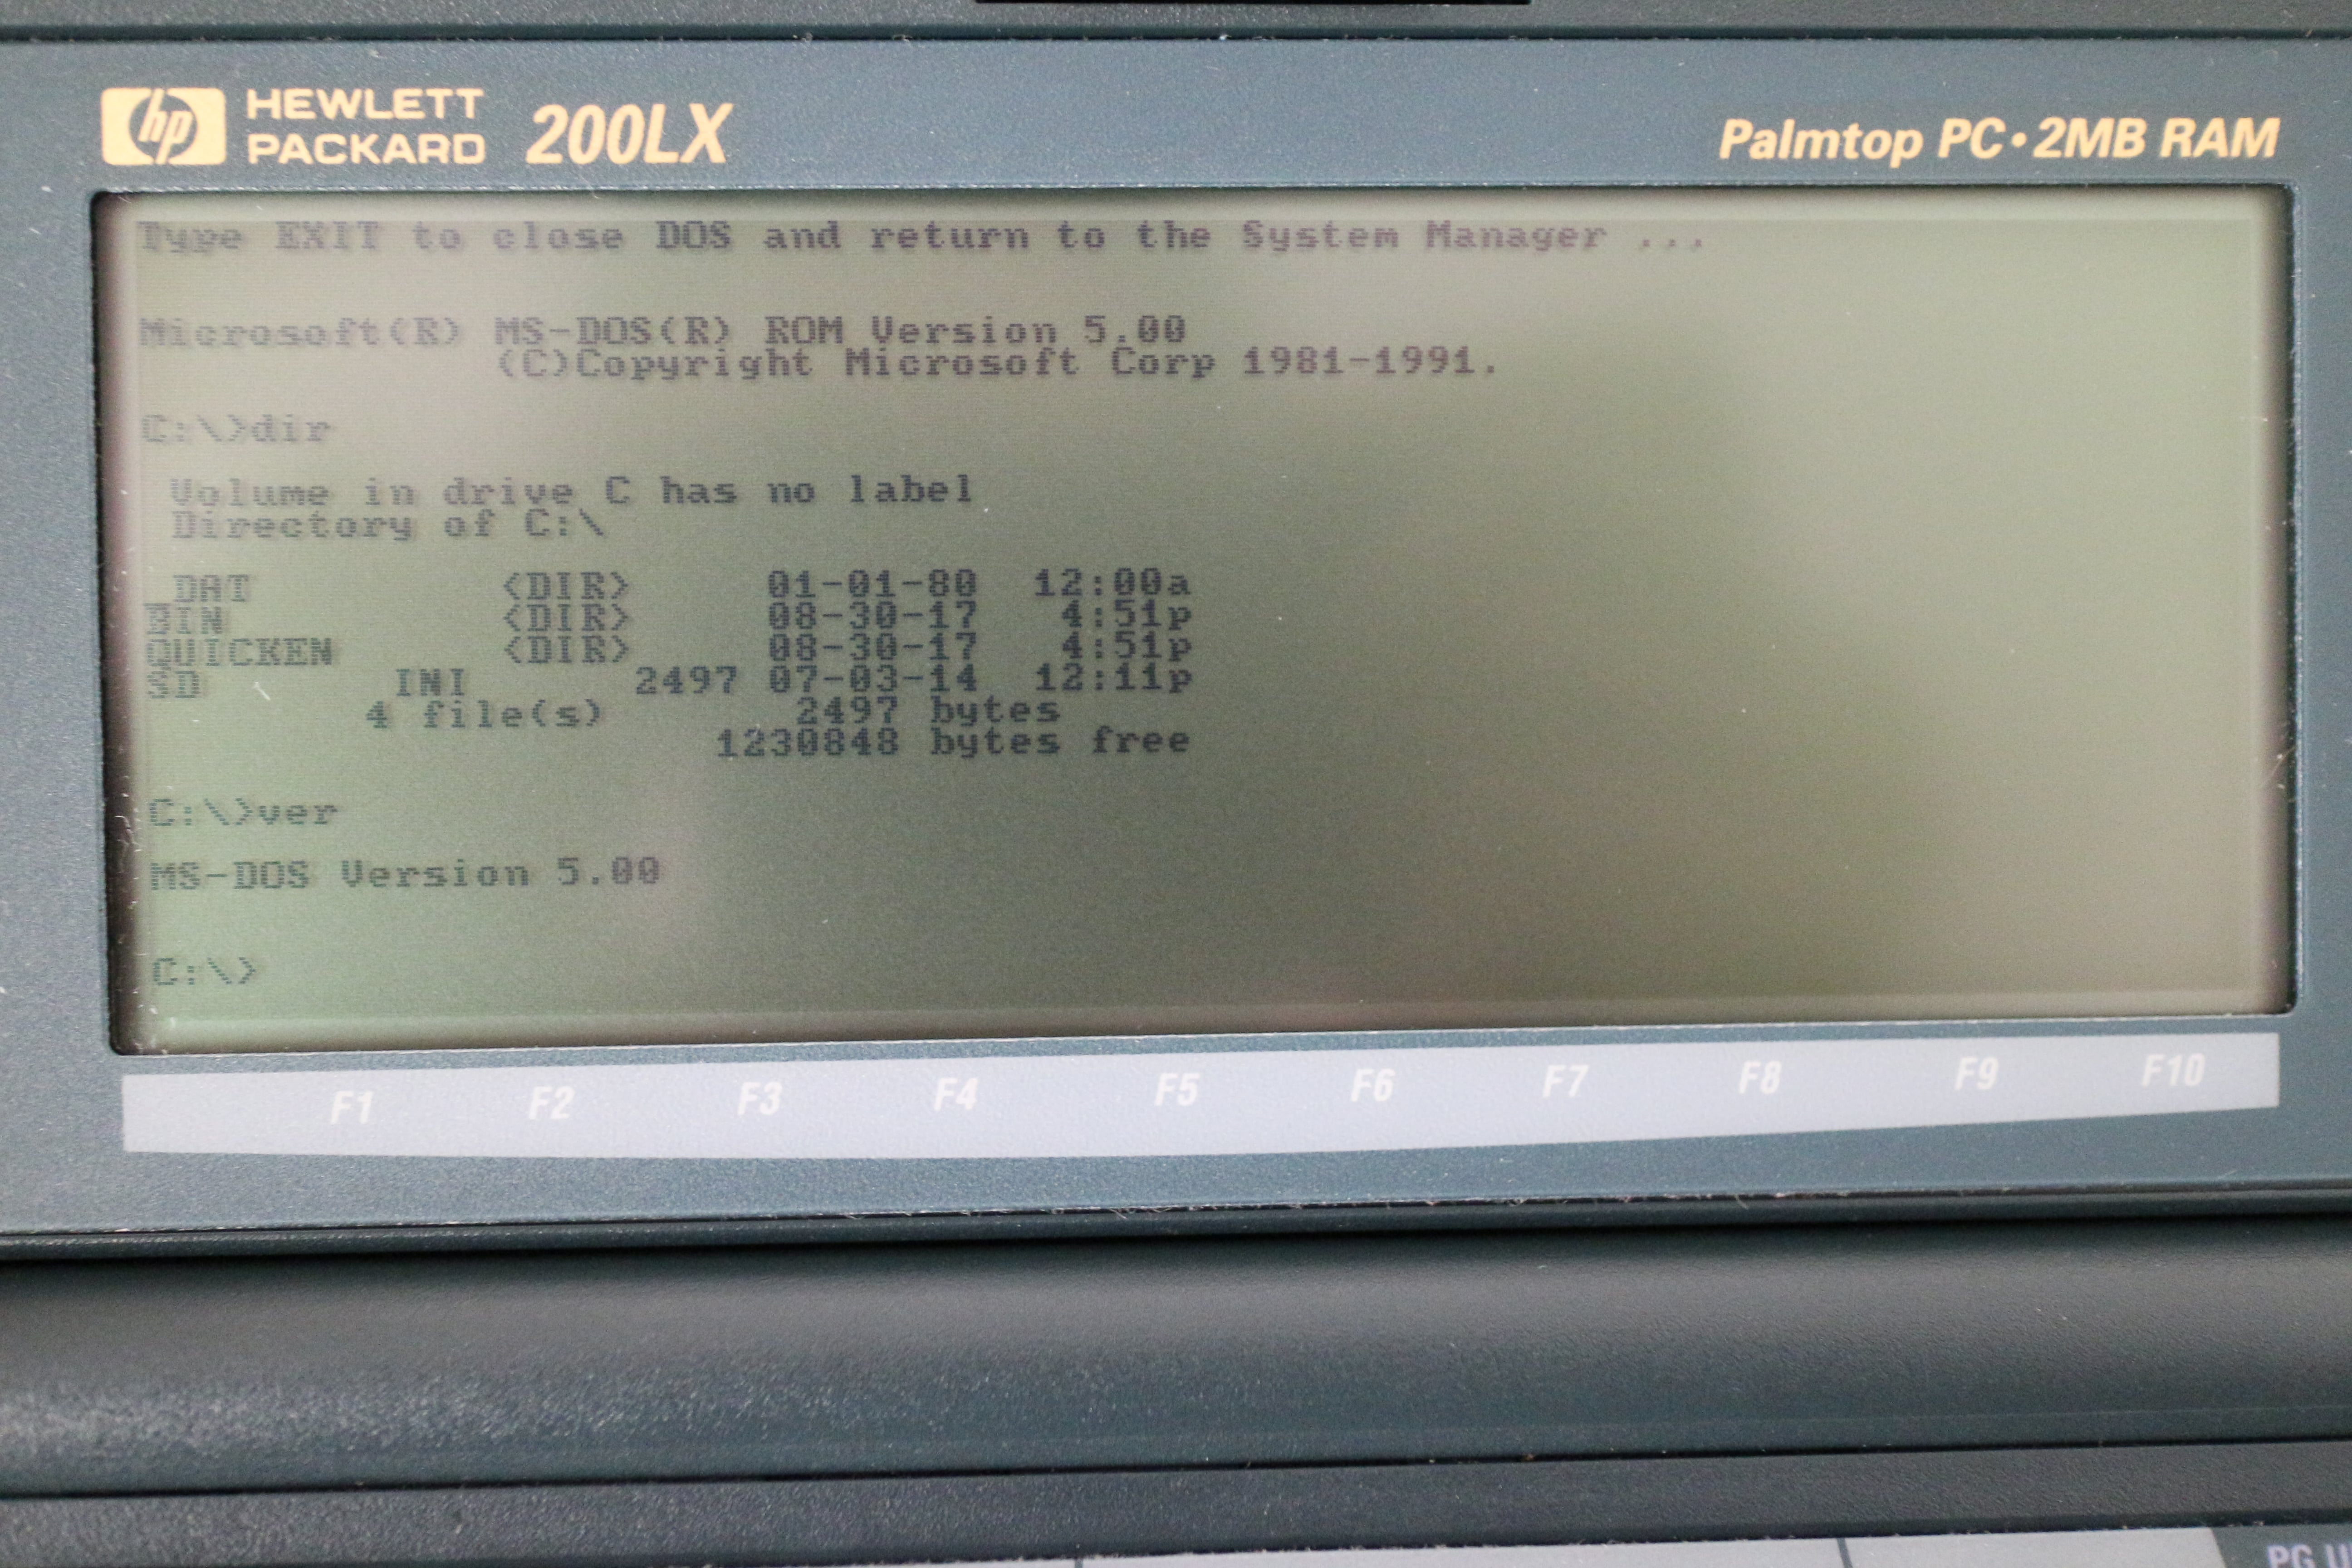 hp HEWLETT PACKARD 200LX Palmtop PC • 2MB RAM
Type EXIT to close DOS and return to the System Manager ...
Microsoft(R) MS-DOS(R) ROM Version 5.00
(C)Copyright Microsoft Corp 1981-1991.
C:\>dir
Volume in drive C has no label
Directory of C:\
_DAT <DIR> 01-01-80 12:00a
BIN <DIR> 08-30-17 4:51p
QUICKEN <DIR> 08-30-17 4:51p
SD INI 2497 07-03-14 12:11p
4 file(s) 2497 bytes
1230848 bytes free
C:\>ver
MS-DOS Version 5.00
C:\>
F1 F2 F3 F4 F5 F6 F7 F8 F9 F10